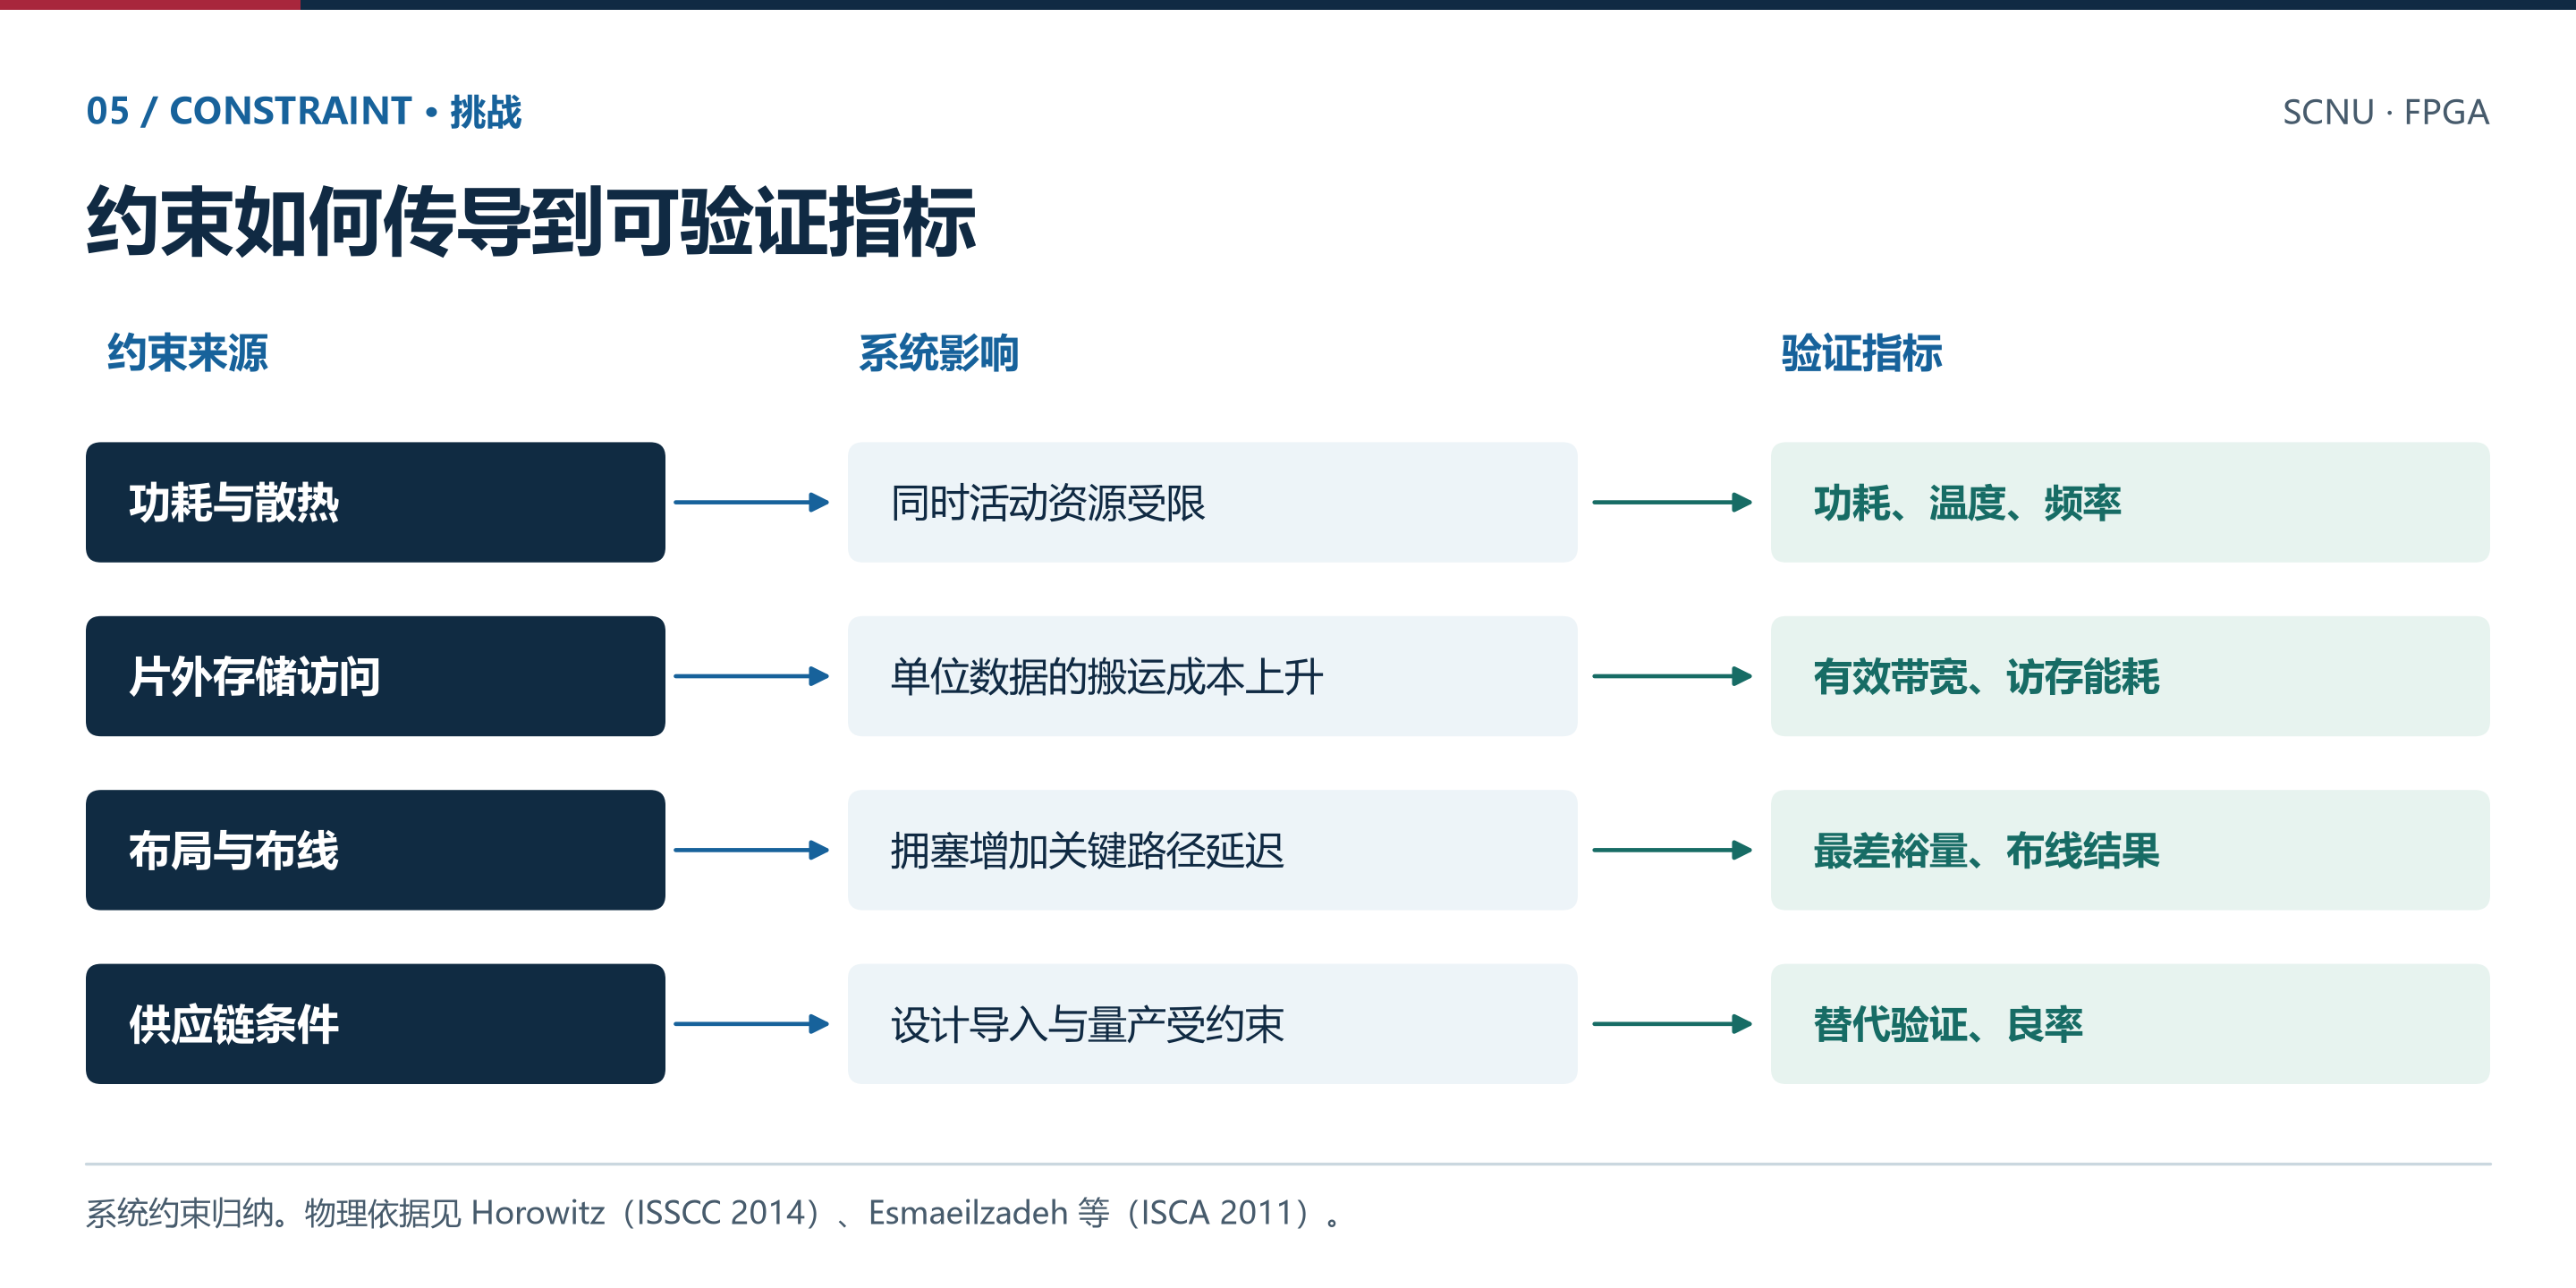 05 / CONSTRAINT • 挑战
SCNU · FPGA
约束如何传导到可验证指标
约束来源
系统影响
验证指标
功耗与散热
同时活动资源受限
功耗、温度、频率
片外存储访问
单位数据的搬运成本上升
有效带宽、访存能耗
布局与布线
拥塞增加关键路径延迟
最差裕量、布线结果
供应链条件
设计导入与量产受约束
替代验证、良率
系统约束归纳。物理依据见 Horowitz（ISSCC 2014）、Esmaeilzadeh 等（ISCA 2011）。